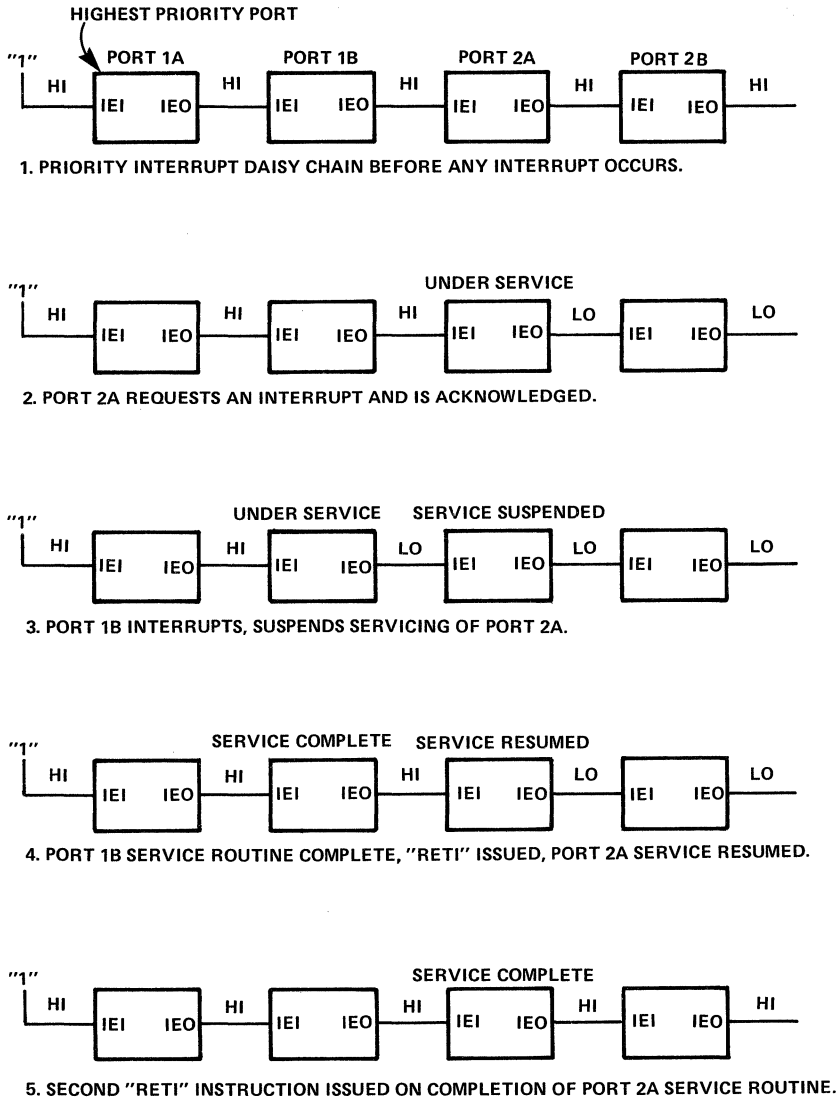 HIGHEST PRIORITY PORT
"1" PORT 1A PORT 1B PORT 2A PORT 2B
HI HI HI HI HI
IEI IEO IEI IEO IEI IEO IEI IEO
1. PRIORITY INTERRUPT DAISY CHAIN BEFORE ANY INTERRUPT OCCURS.
UNDER SERVICE
"1"
HI HI HI LO LO
IEI IEO IEI IEO IEI IEO IEI IEO
2. PORT 2A REQUESTS AN INTERRUPT AND IS ACKNOWLEDGED.
UNDER SERVICE SERVICE SUSPENDED
"1"
HI HI LO LO LO
IEI IEO IEI IEO IEI IEO IEI IEO
3. PORT 1B INTERRUPTS, SUSPENDS SERVICING OF PORT 2A.
SERVICE COMPLETE SERVICE RESUMED
"1"
HI HI HI LO LO
IEI IEO IEI IEO IEI IEO IEI IEO
4. PORT 1B SERVICE ROUTINE COMPLETE, "RETI" ISSUED, PORT 2A SERVICE RESUMED.
SERVICE COMPLETE
"1"
HI HI HI HI HI
IEI IEO IEI IEO IEI IEO IEI IEO
5. SECOND "RETI" INSTRUCTION ISSUED ON COMPLETION OF PORT 2A SERVICE ROUTINE.